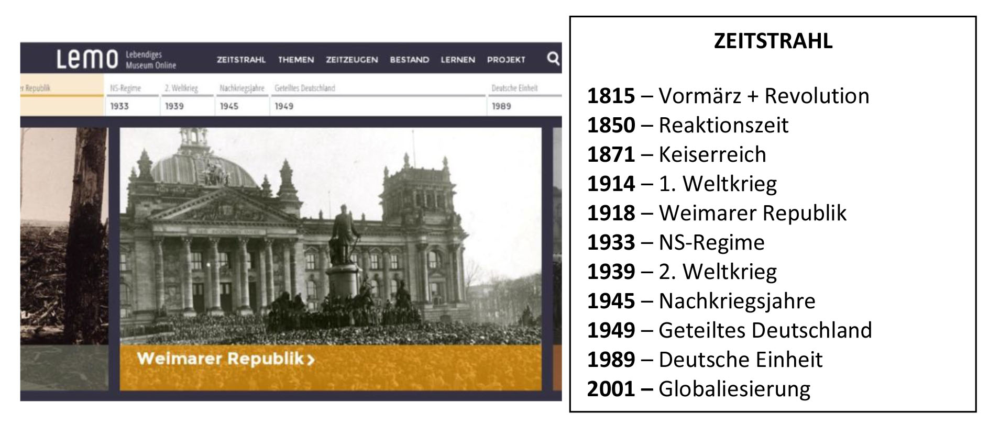 Lemo Lebendiges
Museum Online
ZEITSTRAHL THEMEN ZEITZEUGEN BESTAND LERNEN PROJEKT
Republik NS-Regime 2. Weltkrieg Nachkriegsjahre Geteiltes Deutschland Deutsche Einheit
1933 1939 1945 1949 1989
Weimarer Republik >
ZEITSTRAHL
1815 – Vormärz + Revolution
1850 – Reaktionszeit
1871 – Keiserreich
1914 – 1. Weltkrieg
1918 – Weimarer Republik
1933 – NS-Regime
1939 – 2. Weltkrieg
1945 – Nachkriegsjahre
1949 – Geteiltes Deutschland
1989 – Deutsche Einheit
2001 – Globaliesierung